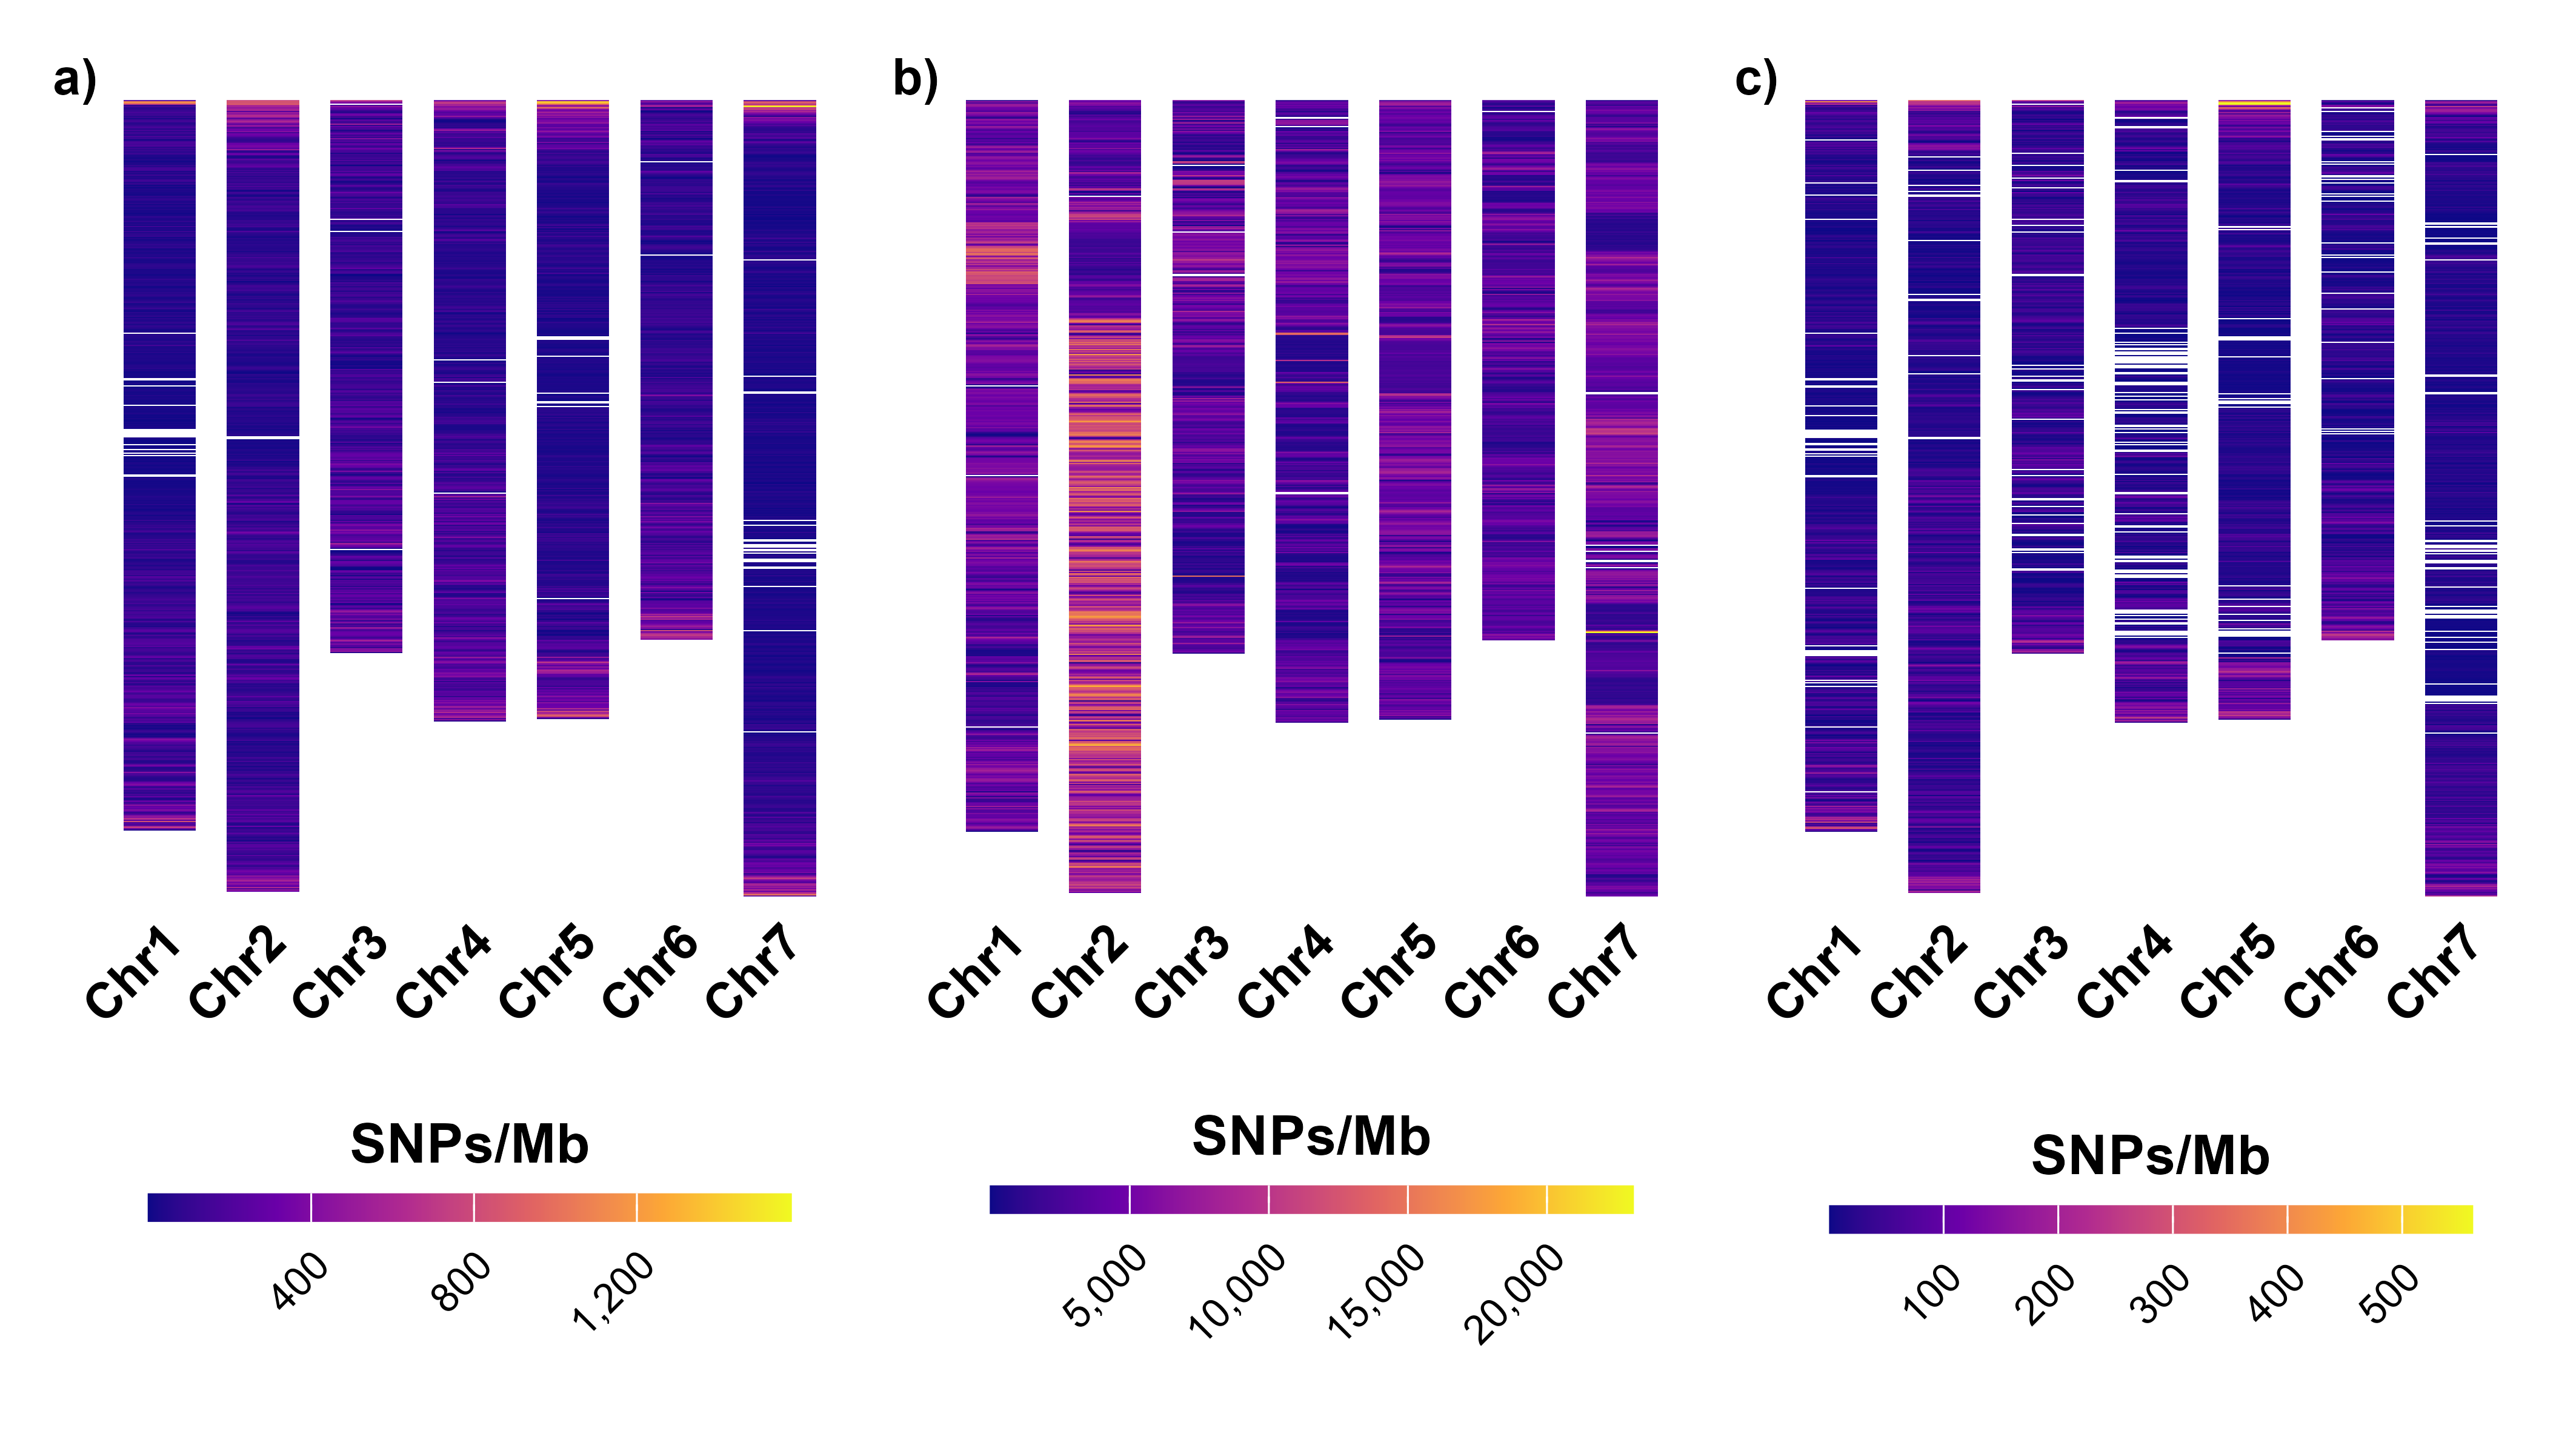 a)
b)
c)
Chr1 Chr2 Chr3 Chr4 Chr5 Chr6 Chr7
Chr1 Chr2 Chr3 Chr4 Chr5 Chr6 Chr7
Chr1 Chr2 Chr3 Chr4 Chr5 Chr6 Chr7
SNPs/Mb
400 800 1,200
SNPs/Mb
5,000 10,000 15,000 20,000
SNPs/Mb
100 200 300 400 500